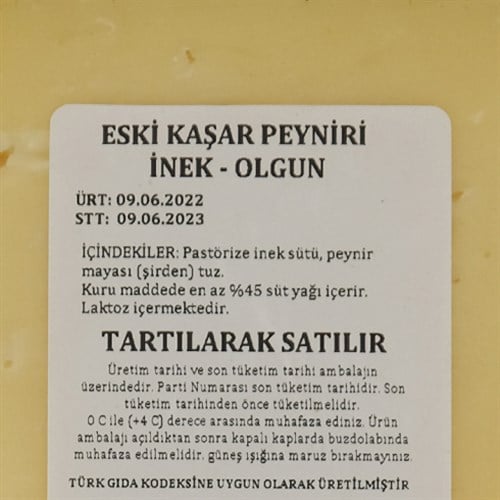 ESKİ KAŞAR PEYNİRİ
İNEK - OLGUN
ÜRT: 09.06.2022
STT: 09.06.2023
İÇİNDEKİLER: Pastörize inek sütü, peynir
mayası (şirden) tuz.
Kuru maddede en az %45 süt yağı içerir.
Laktoz içermektedir.
TARTILARAK SATILIR
Üretim tarihi ve son tüketim tarihi ambalajın
üzerindedir. Parti Numarası son tüketim tarihidir. Son
tüketim tarihinden önce tüketilmelidir.
0 C ile (+4 C) derece arasında muhafaza ediniz. Ürün
ambalajı açıldıktan sonra kapalı kaplarda buzdolabında
muhafaza edilmelidir. güneş ışığına maruz bırakmayınız.
TÜRK GIDA KODEKSİNE UYGUN OLARAK ÜRETİLMİŞTİR